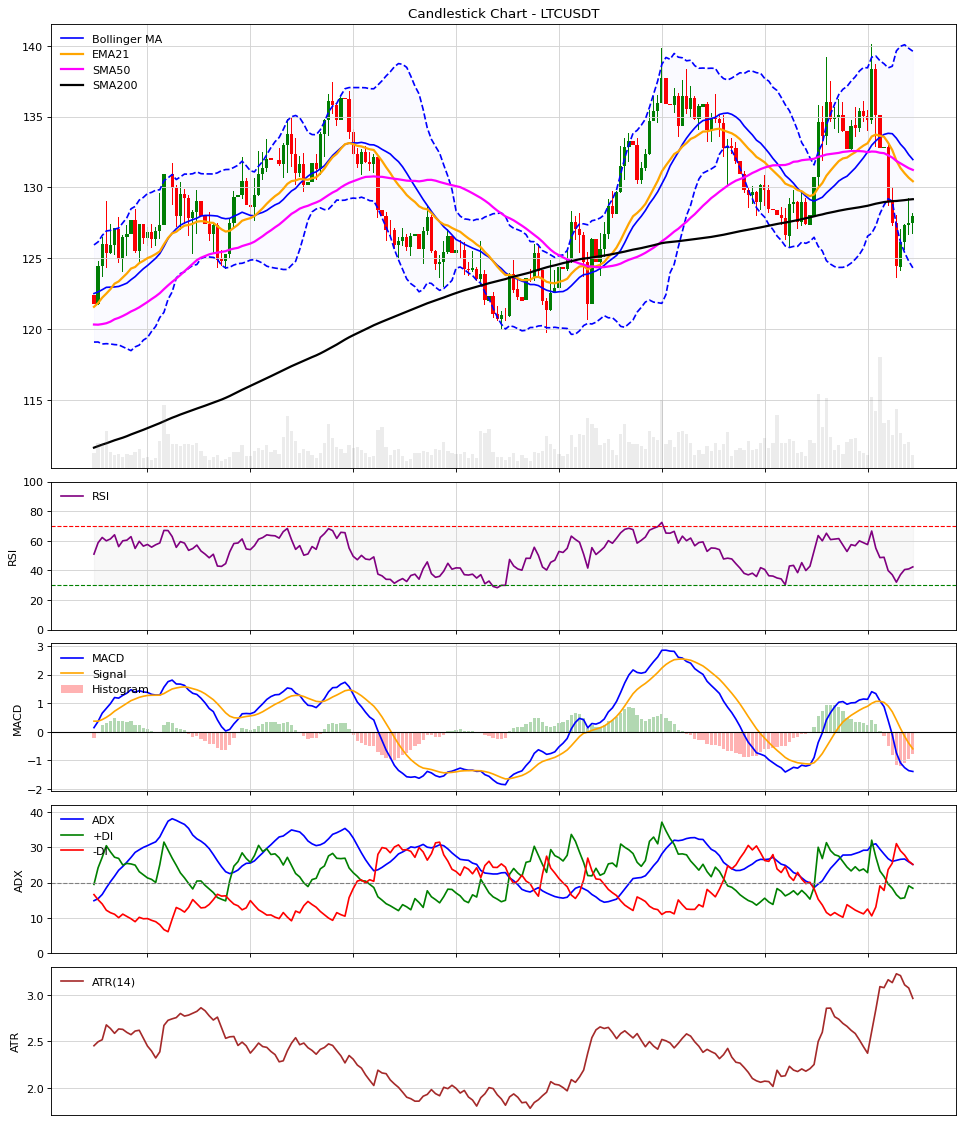 Candlestick Chart - LTCUSDT
Bollinger MA
EMA21
SMA50
SMA200
140
135
130
125
120
115
RSI
100
80
60
40
20
0
RSI
MACD
Signal
Histogram
3
2
1
0
−1
−2
MACD
ADX
+DI
-DI
40
30
20
10
0
ADX
ATR(14)
3.0
2.5
2.0
ATR